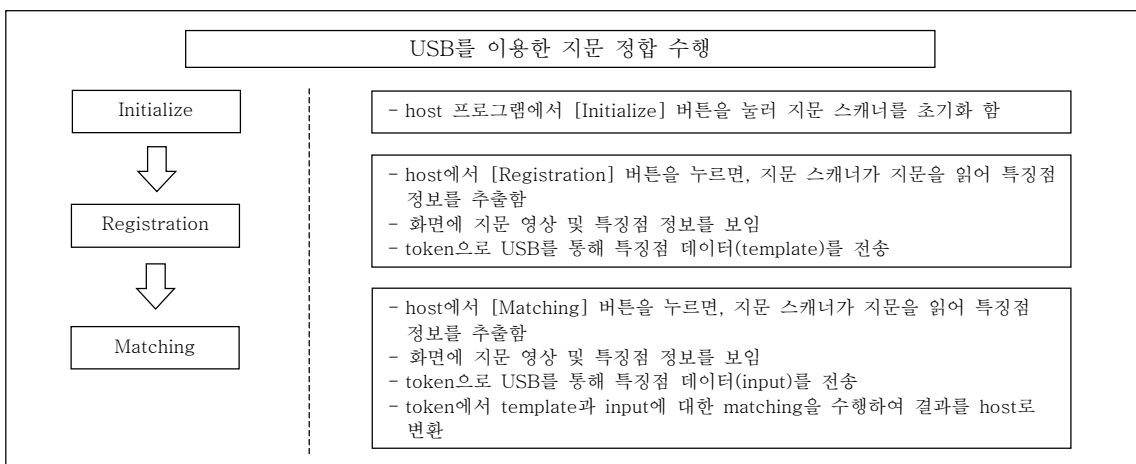 USB를 이용한 지문 정합 수행
Initialize
- host 프로그램에서 [Initialize] 버튼을 눌러 지문 스캐너를 초기화 함
Registration
- host에서 [Registration] 버튼을 누르면, 지문 스캐너가 지문을 읽어 특징점
정보를 추출함
- 화면에 지문 영상 및 특징점 정보를 보임
- token으로 USB를 통해 특징점 데이터(template)를 전송
Matching
- host에서 [Matching] 버튼을 누르면, 지문 스캐너가 지문을 읽어 특징점
정보를 추출함
- 화면에 지문 영상 및 특징점 정보를 보임
- token으로 USB를 통해 특징점 데이터(input)를 전송
- token에서 template과 input에 대한 matching을 수행하여 결과를 host로
변환